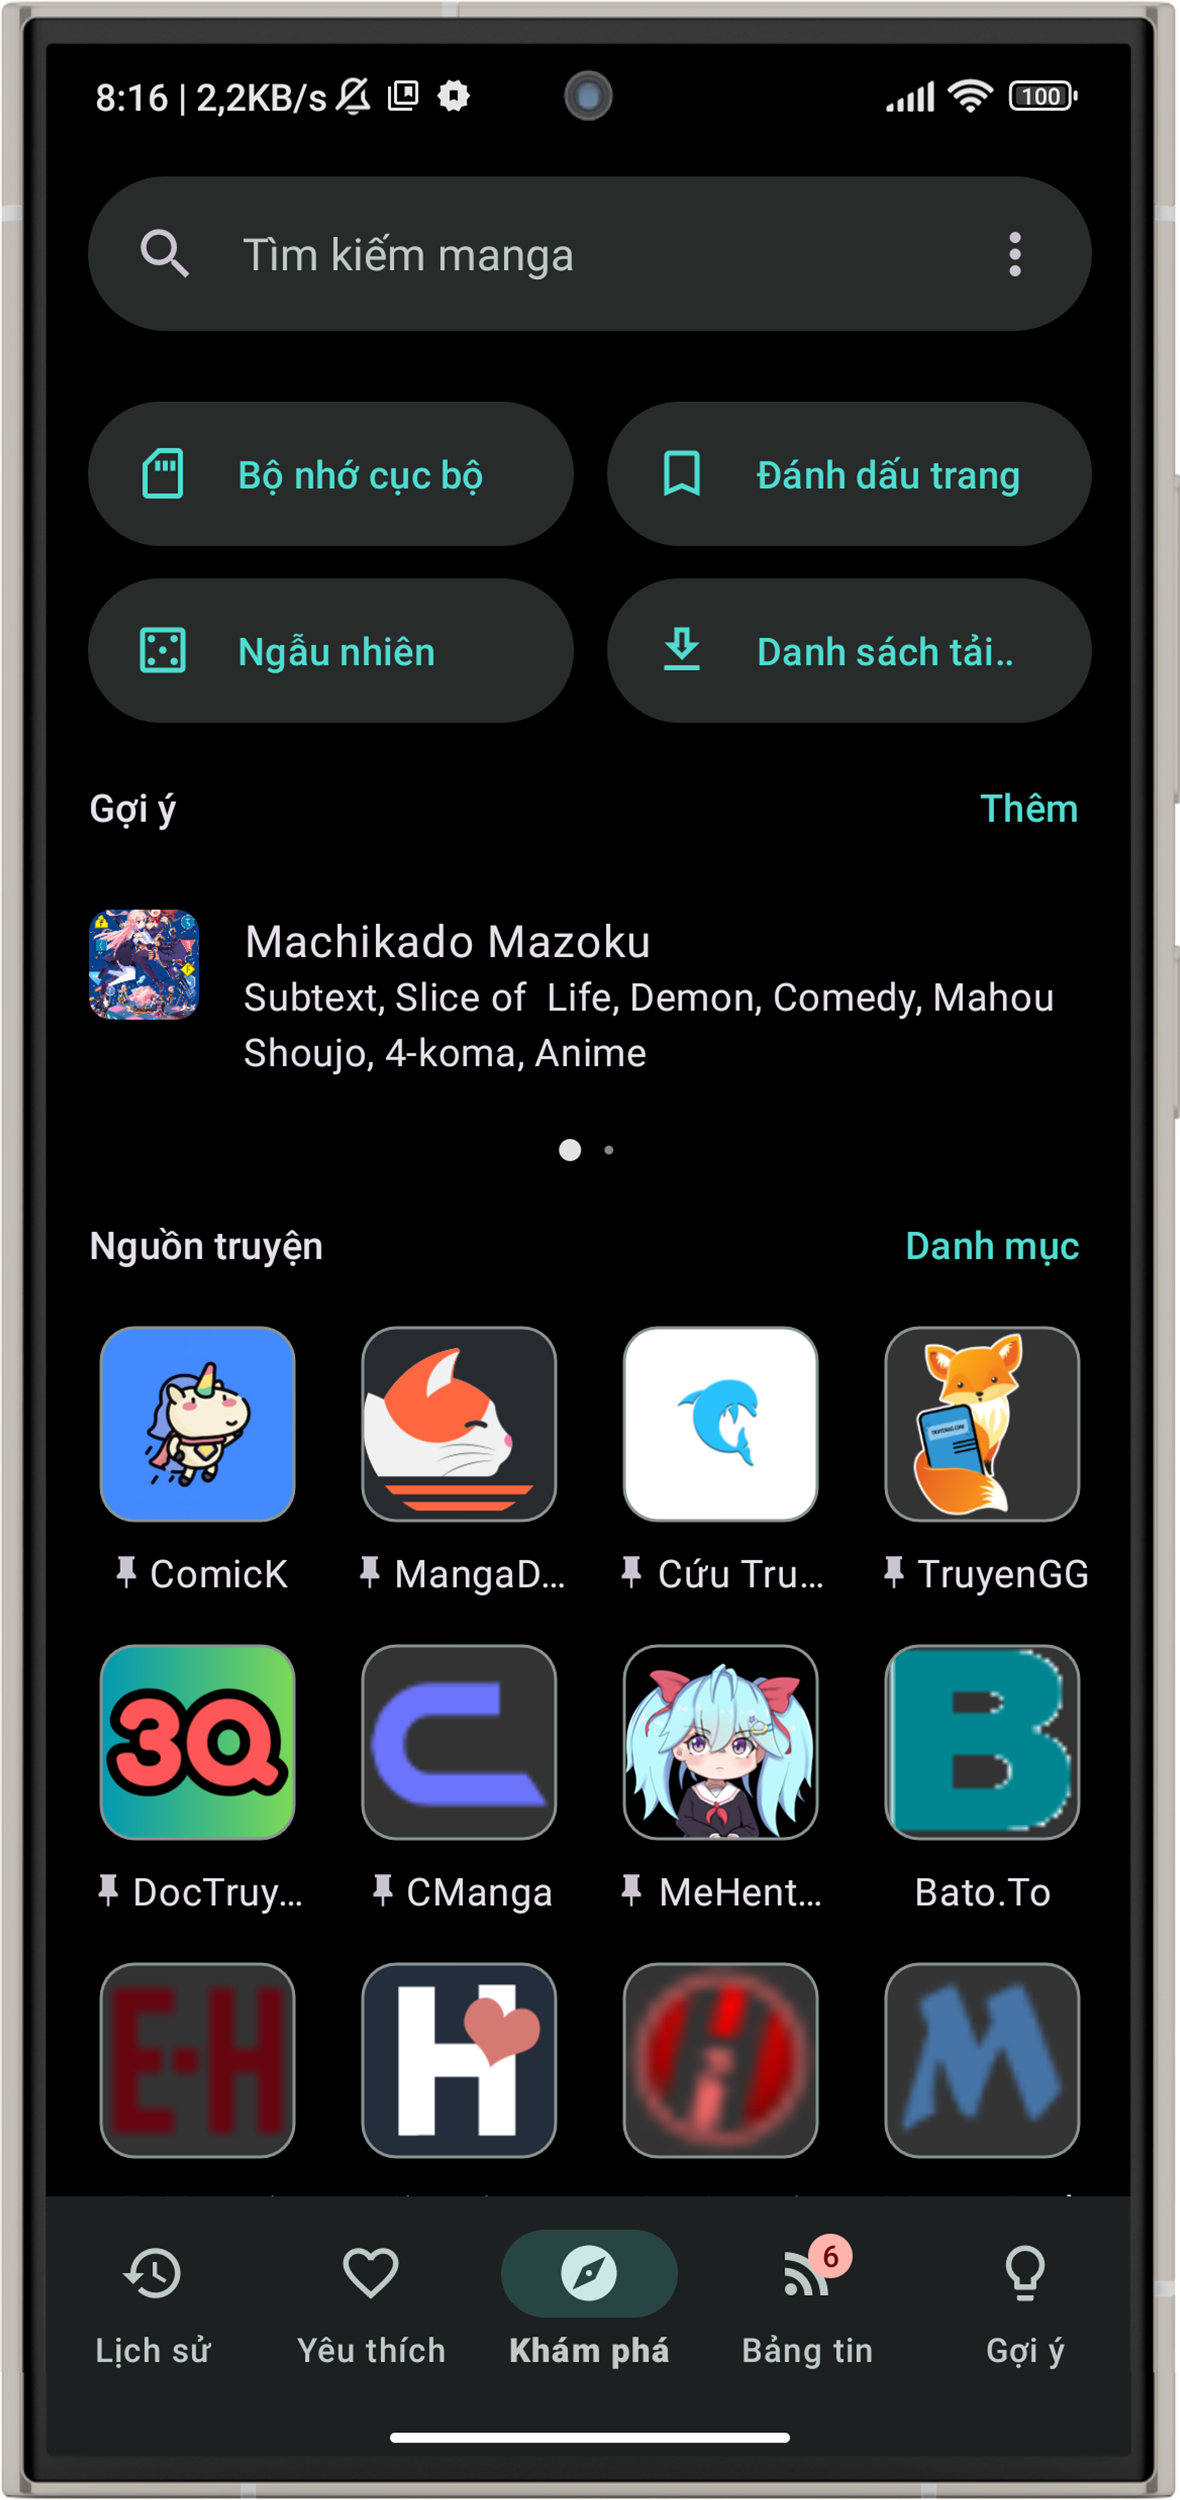 8:16 | 2,2KB/s
100
Tìm kiếm manga
Bộ nhớ cục bộ
Đánh dấu trang
Ngẫu nhiên
Danh sách tải..
Gợi ý
Thêm
Machikado Mazoku
Subtext, Slice of  Life, Demon, Comedy, Mahou
Shoujo, 4-koma, Anime
Nguồn truyện
Danh mục
ComicK
MangaD...
Cứu Tru...
TruyenGG
3Q
B
DocTruy...
CManga
MeHent...
Bato.To
E-H
H
M
6
Lịch sử
Yêu thích
Khám phá
Bảng tin
Gợi ý